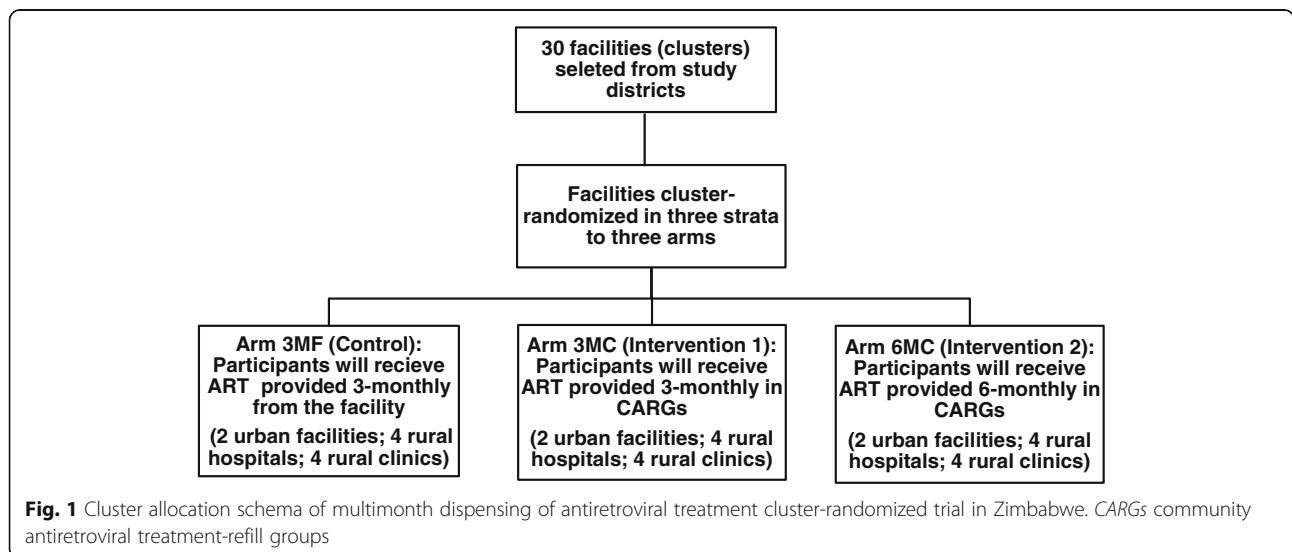 30 facilities (clusters)
seleted from study
districts
Facilities cluster-
randomized in three strata
to three arms
Arm 3MF (Control):
Participants will recieve
ART provided 3-monthly
from the facility
(2 urban facilities; 4 rural
hospitals; 4 rural clinics)
Arm 3MC (Intervention 1):
Participants will receive
ART provided 3-monthly in
CARGs
(2 urban facilities; 4 rural
hospitals; 4 rural clinics)
Arm 6MC (Intervention 2):
Participants will receive
ART provided 6-monthly in
CARGs
(2 urban facilities; 4 rural
hospitals; 4 rural clinics)
Fig. 1 Cluster allocation schema of multimonth dispensing of antiretroviral treatment cluster-randomized trial in Zimbabwe. CARGs community
antiretroviral treatment-refill groups